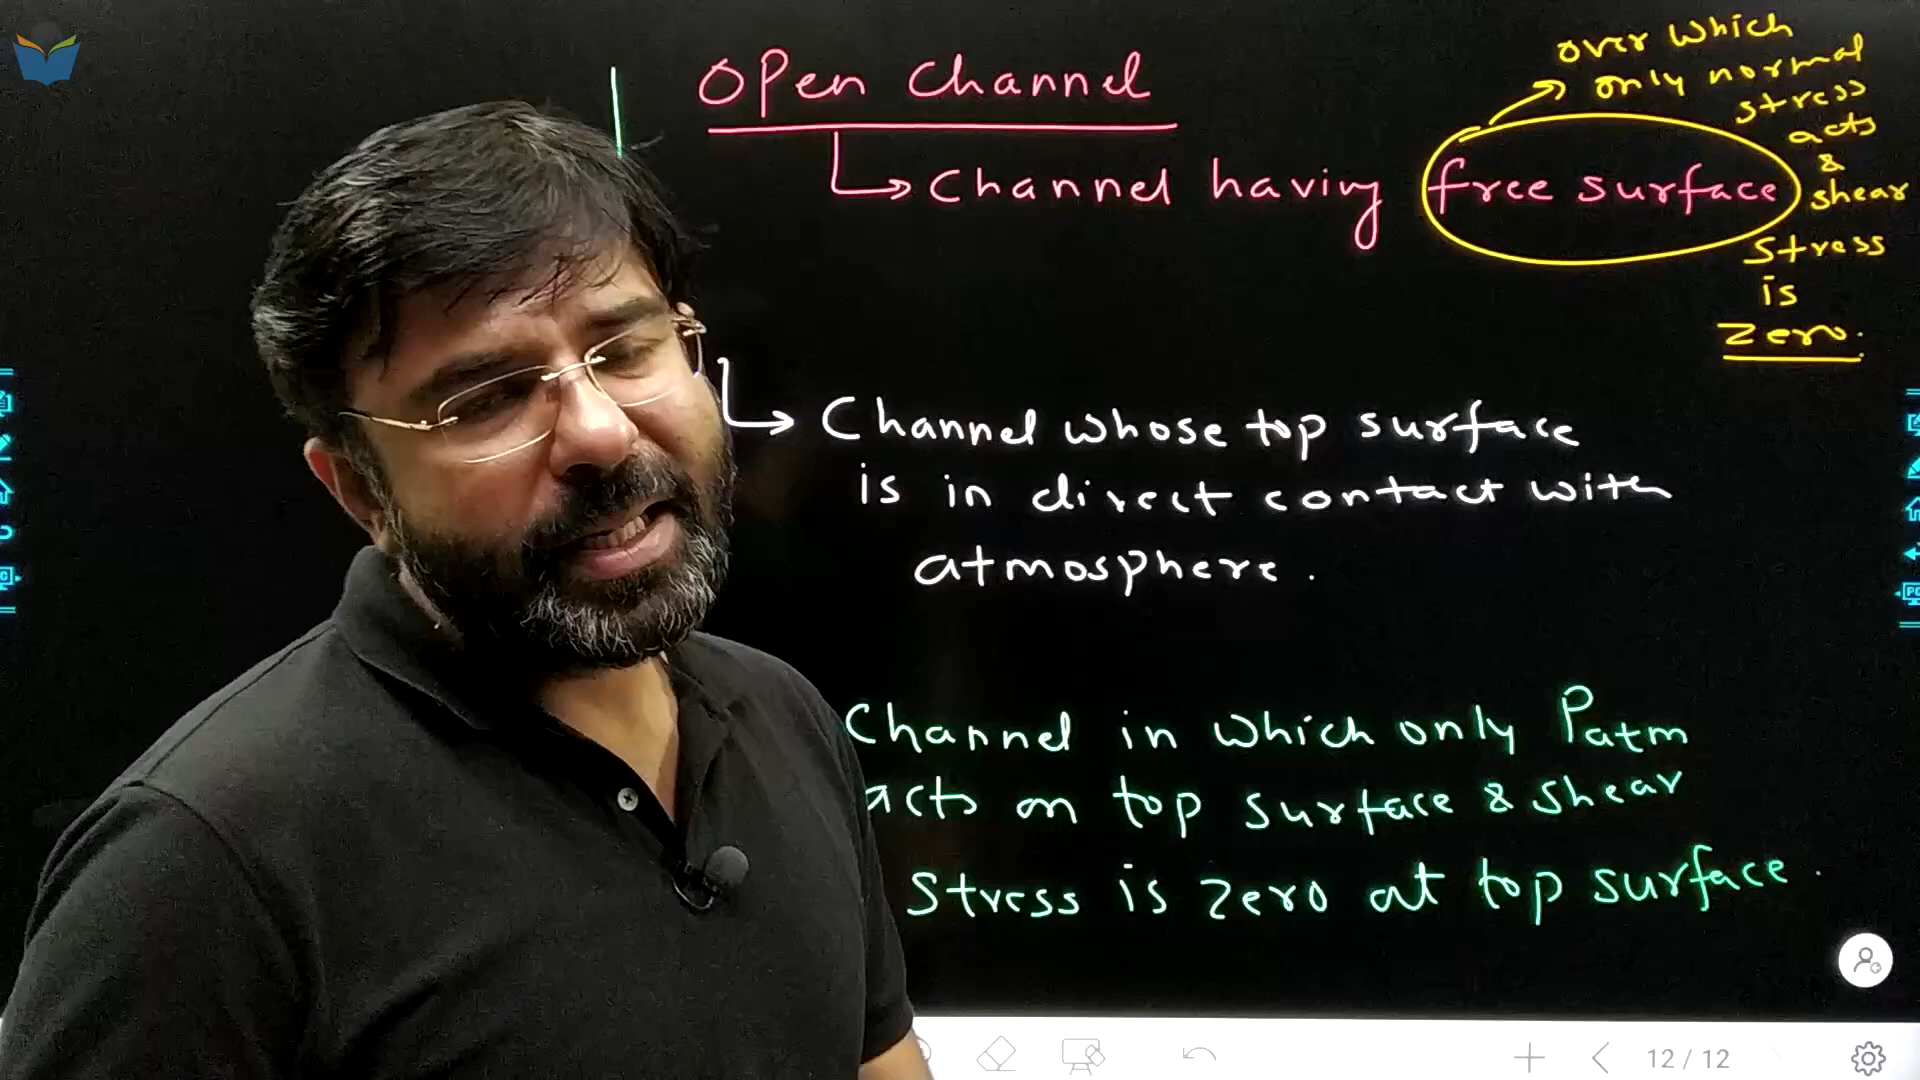 Open Channel
Channel having free surface
over which
only normal
stress
acts
&
shear
stress
is
zero.
Channel whose top surface
is in direct contact with
atmosphere.
Channel in which only Patm
acts on top surface & shear
stress is zero at top surface.
12 / 12